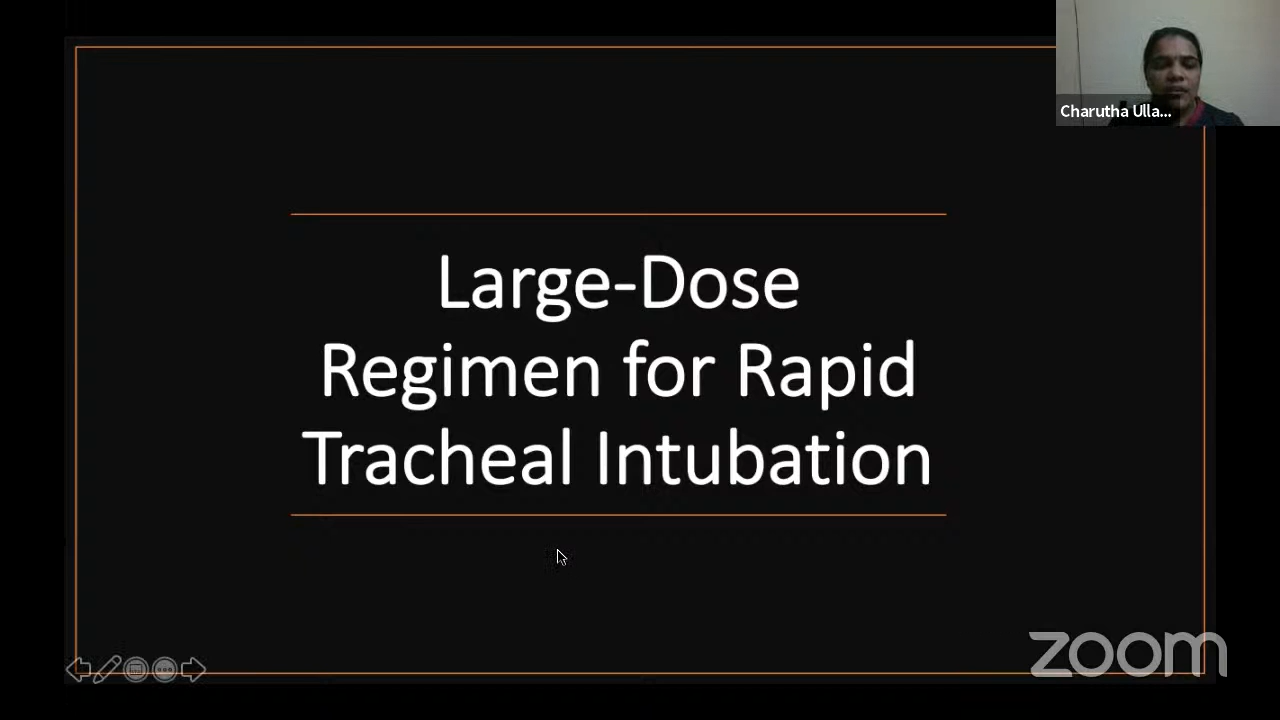 Charutha Ulla...
Large-Dose
Regimen for Rapid
Tracheal Intubation
zoom